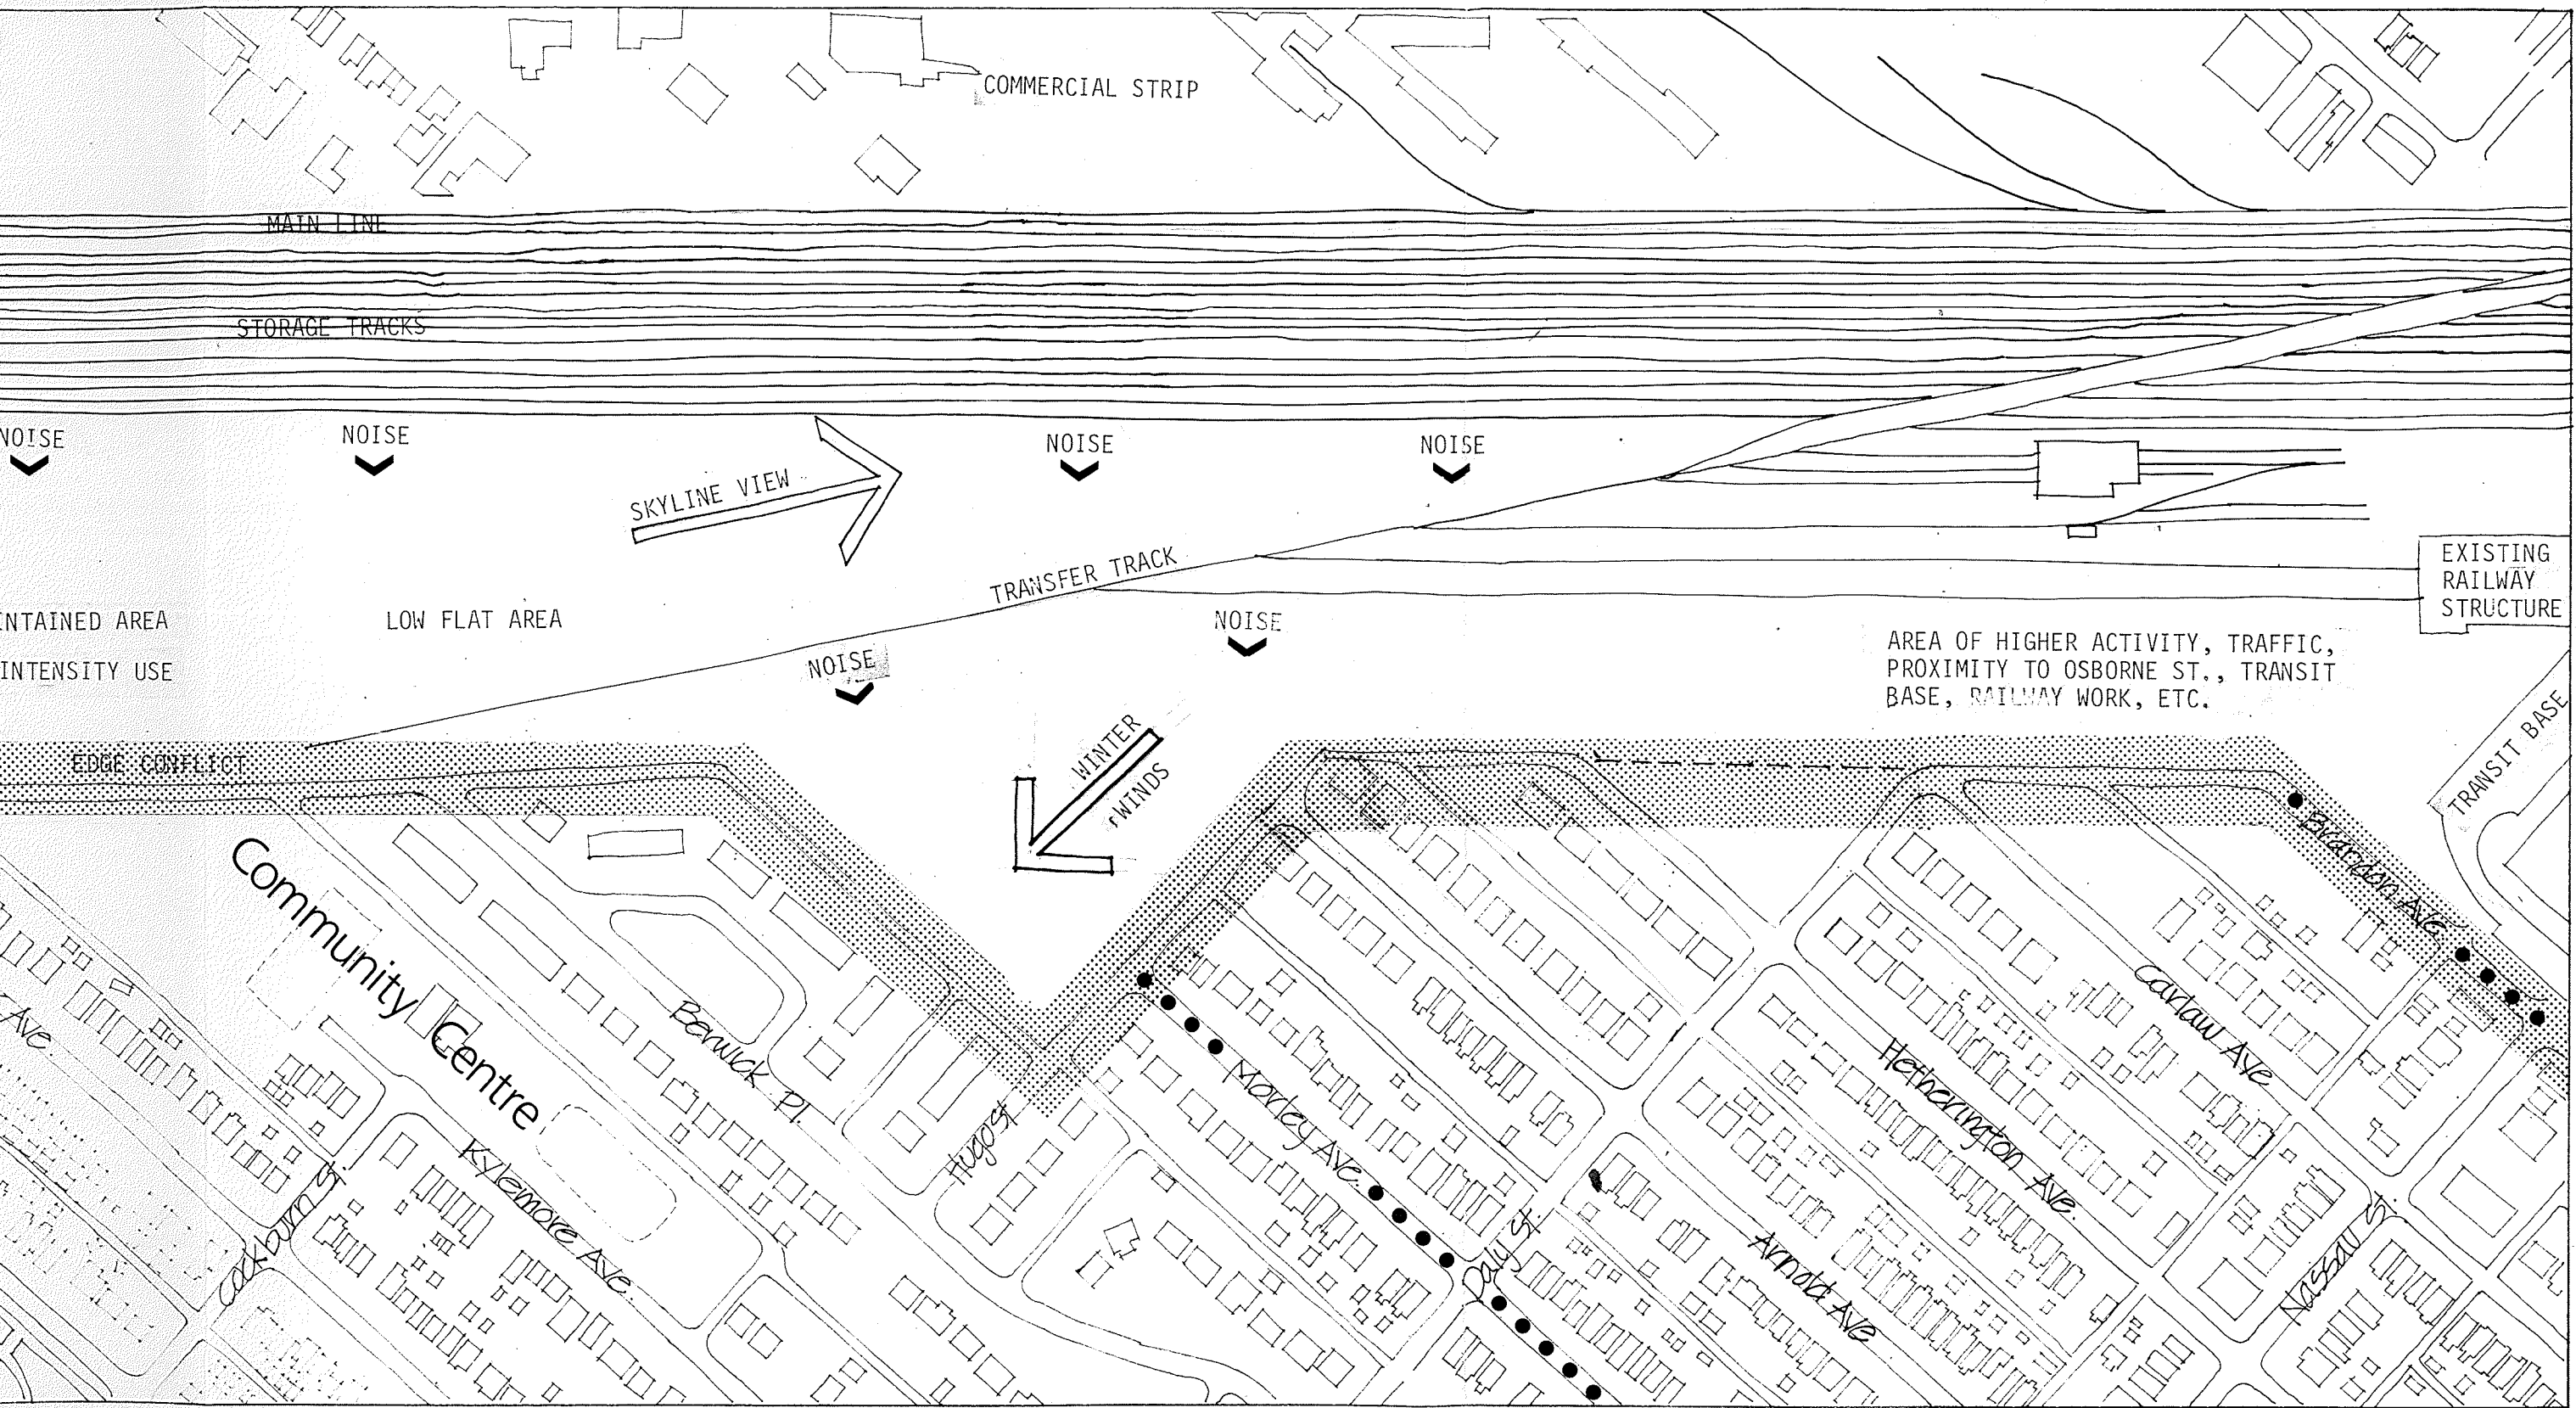 COMMERCIAL STRIP
MAIN LINE
STORAGE TRACKS
NOISE
NOISE
NOISE
NOISE
SKYLINE VIEW
TRANSFER TRACK
EXISTING
RAILWAY
STRUCTURE
INTAINED AREA
LOW FLAT AREA
NOISE
AREA OF HIGHER ACTIVITY, TRAFFIC,
PROXIMITY TO OSBORNE ST., TRANSIT
BASE, RAILWAY WORK, ETC.
INTENSITY USE
NOISE
WINTER
WINDS
TRANSIT BASE
EDGE CONFLICT
Community Centre
Brandon Ave.
Carlaw Ave.
Berwick Pl.
Ave.
Morley Ave.
Hetherington Ave.
Hugo St
Kylemore Ave.
Cockburn St.
Daly St.
Arnold Ave
Nassau St.